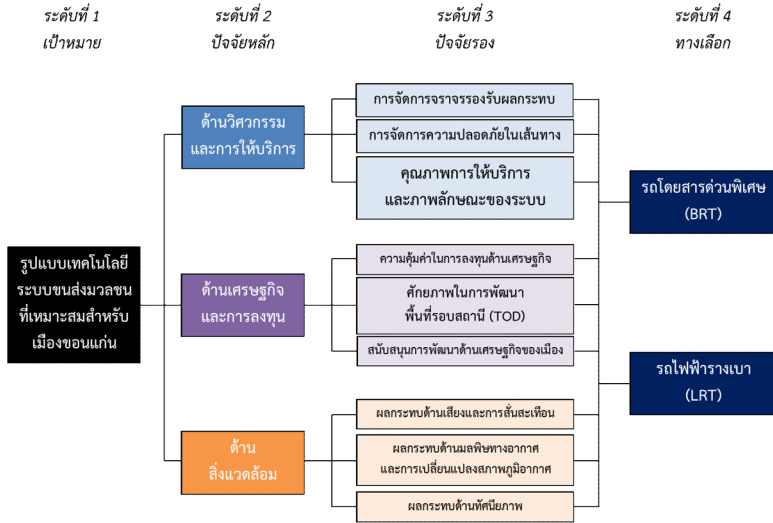 ระดับที่ 1
เป้าหมาย
ระดับที่ 2
ปัจจัยหลัก
ระดับที่ 3
ปัจจัยรอง
ระดับที่ 4
ทางเลือก
รูปแบบเทคโนโลยี
ระบบขนส่งมวลชน
ที่เหมาะสมสำหรับ
เมืองขอนแก่น
ด้านวิศวกรรม
และการให้บริการ
ด้านเศรษฐกิจ
และการลงทุน
ด้าน
สิ่งแวดล้อม
การจัดการจราจรรองรับผลกระทบ
การจัดการความปลอดภัยในเส้นทาง
คุณภาพการให้บริการ
และภาพลักษณะของระบบ
ความคุ้มค่าในการลงทุนด้านเศรษฐกิจ
ศักยภาพในการพัฒนา
พื้นที่รอบสถานี (TOD)
สนับสนุนการพัฒนาด้านเศรษฐกิจของเมือง
ผลกระทบด้านเสียงและการสั่นสะเทือน
ผลกระทบด้านมลพิษทางอากาศ
และการเปลี่ยนแปลงสภาพภูมิอากาศ
ผลกระทบด้านทัศนียภาพ
รถโดยสารด่วนพิเศษ
(BRT)
รถไฟฟ้ารางเบา
(LRT)